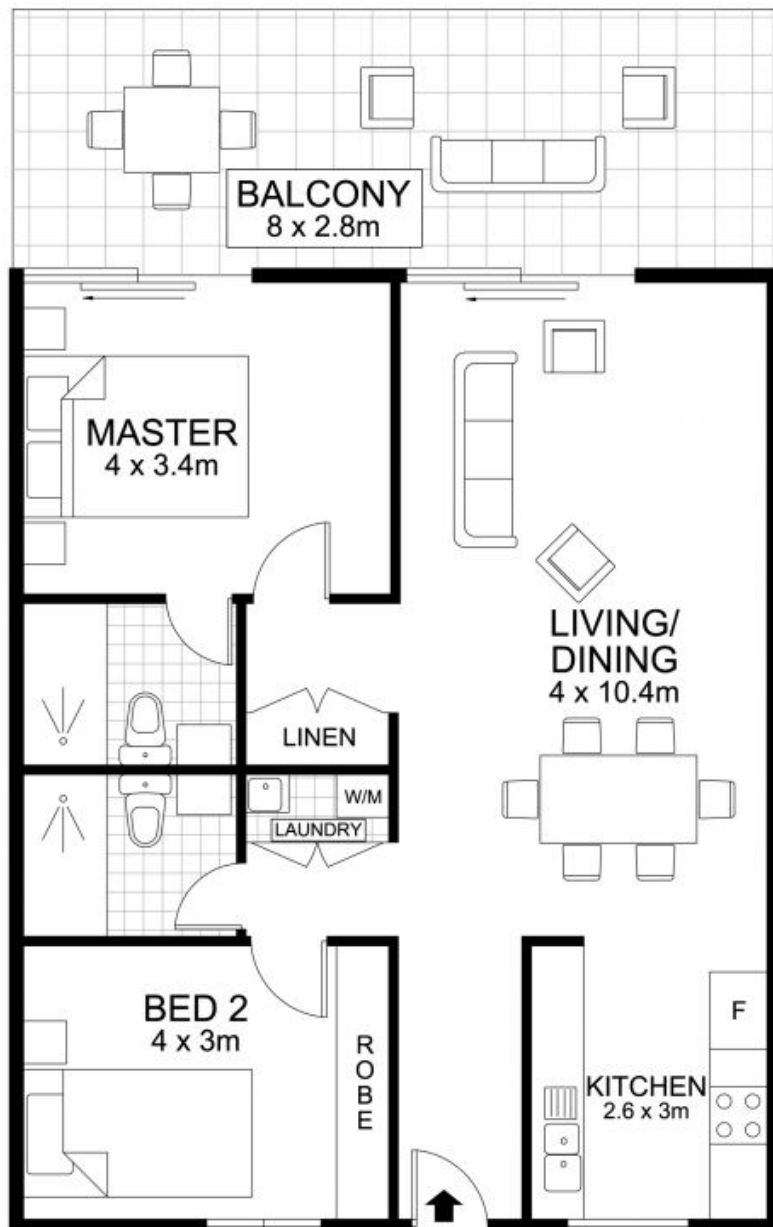 BALCONY
8 x 2.8m
MASTER
4 x 3.4m
LIVING/
DINING
4 x 10.4m
LINEN
W/M
LAUNDRY
BED 2
4 x 3m
ROBE
F
KITCHEN
2.6 x 3m